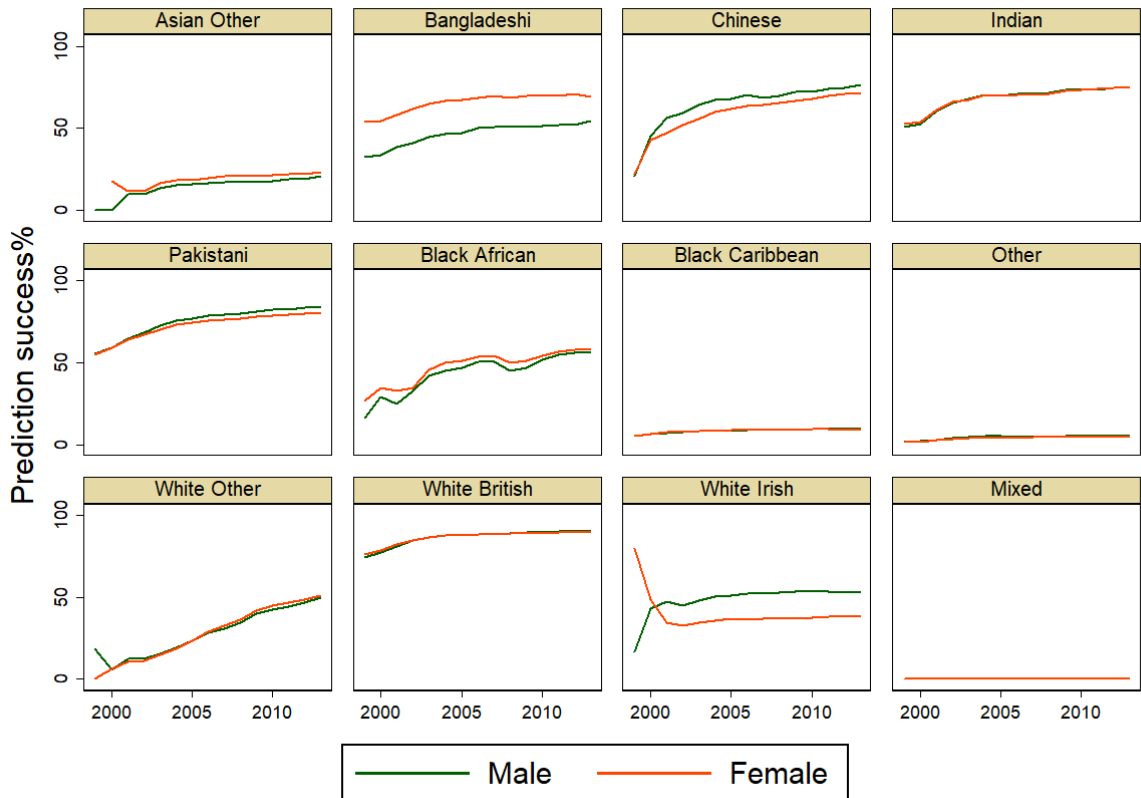 Prediction success%
Asian Other
Bangladeshi
Chinese
Indian
100
50
0
Pakistani
Black African
Black Caribbean
Other
100
50
0
White Other
White British
White Irish
Mixed
100
50
0
2000 2005 2010
2000 2005 2010
2000 2005 2010
2000 2005 2010
Male Female